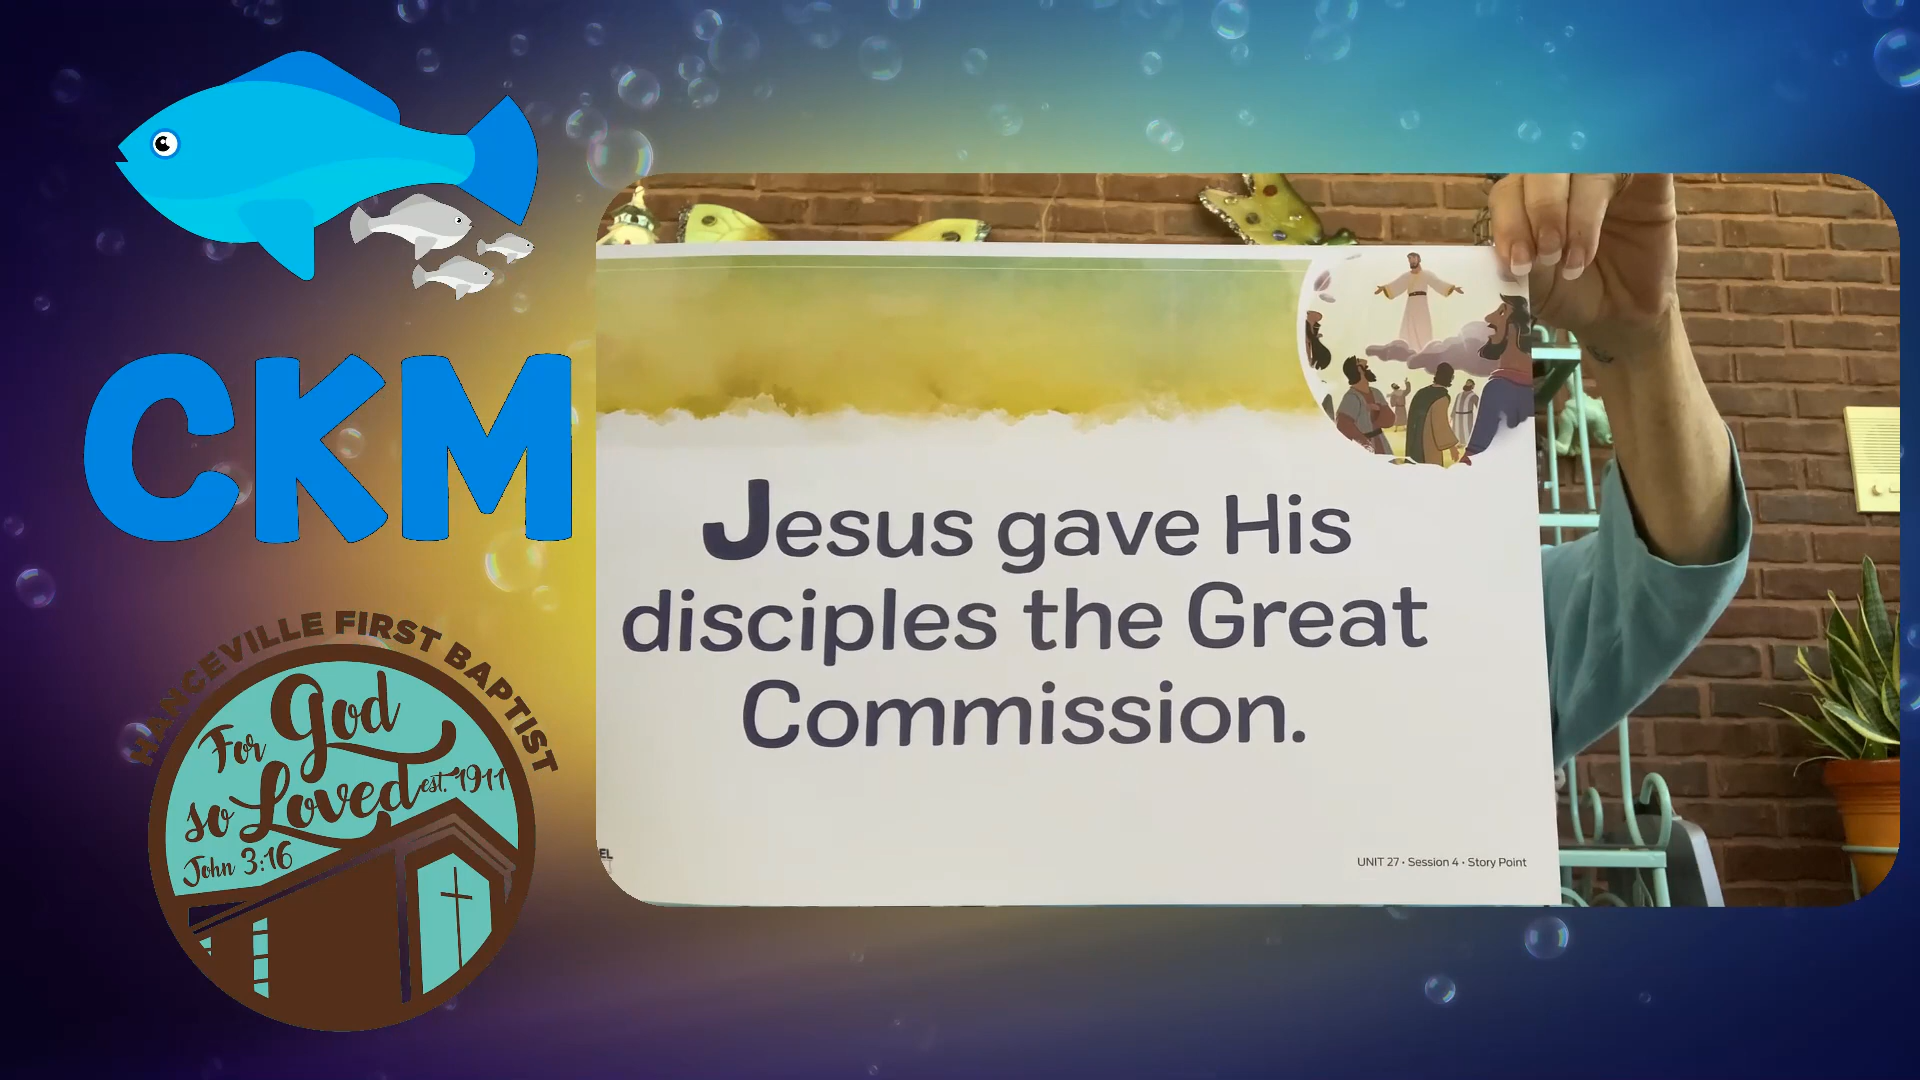 CKM
HANCEVILLE FIRST BAPTIST
For God
so Loved est. 1911
John 3:16
Jesus gave His
disciples the Great
Commission.
UNIT 27 • Session 4 • Story Point